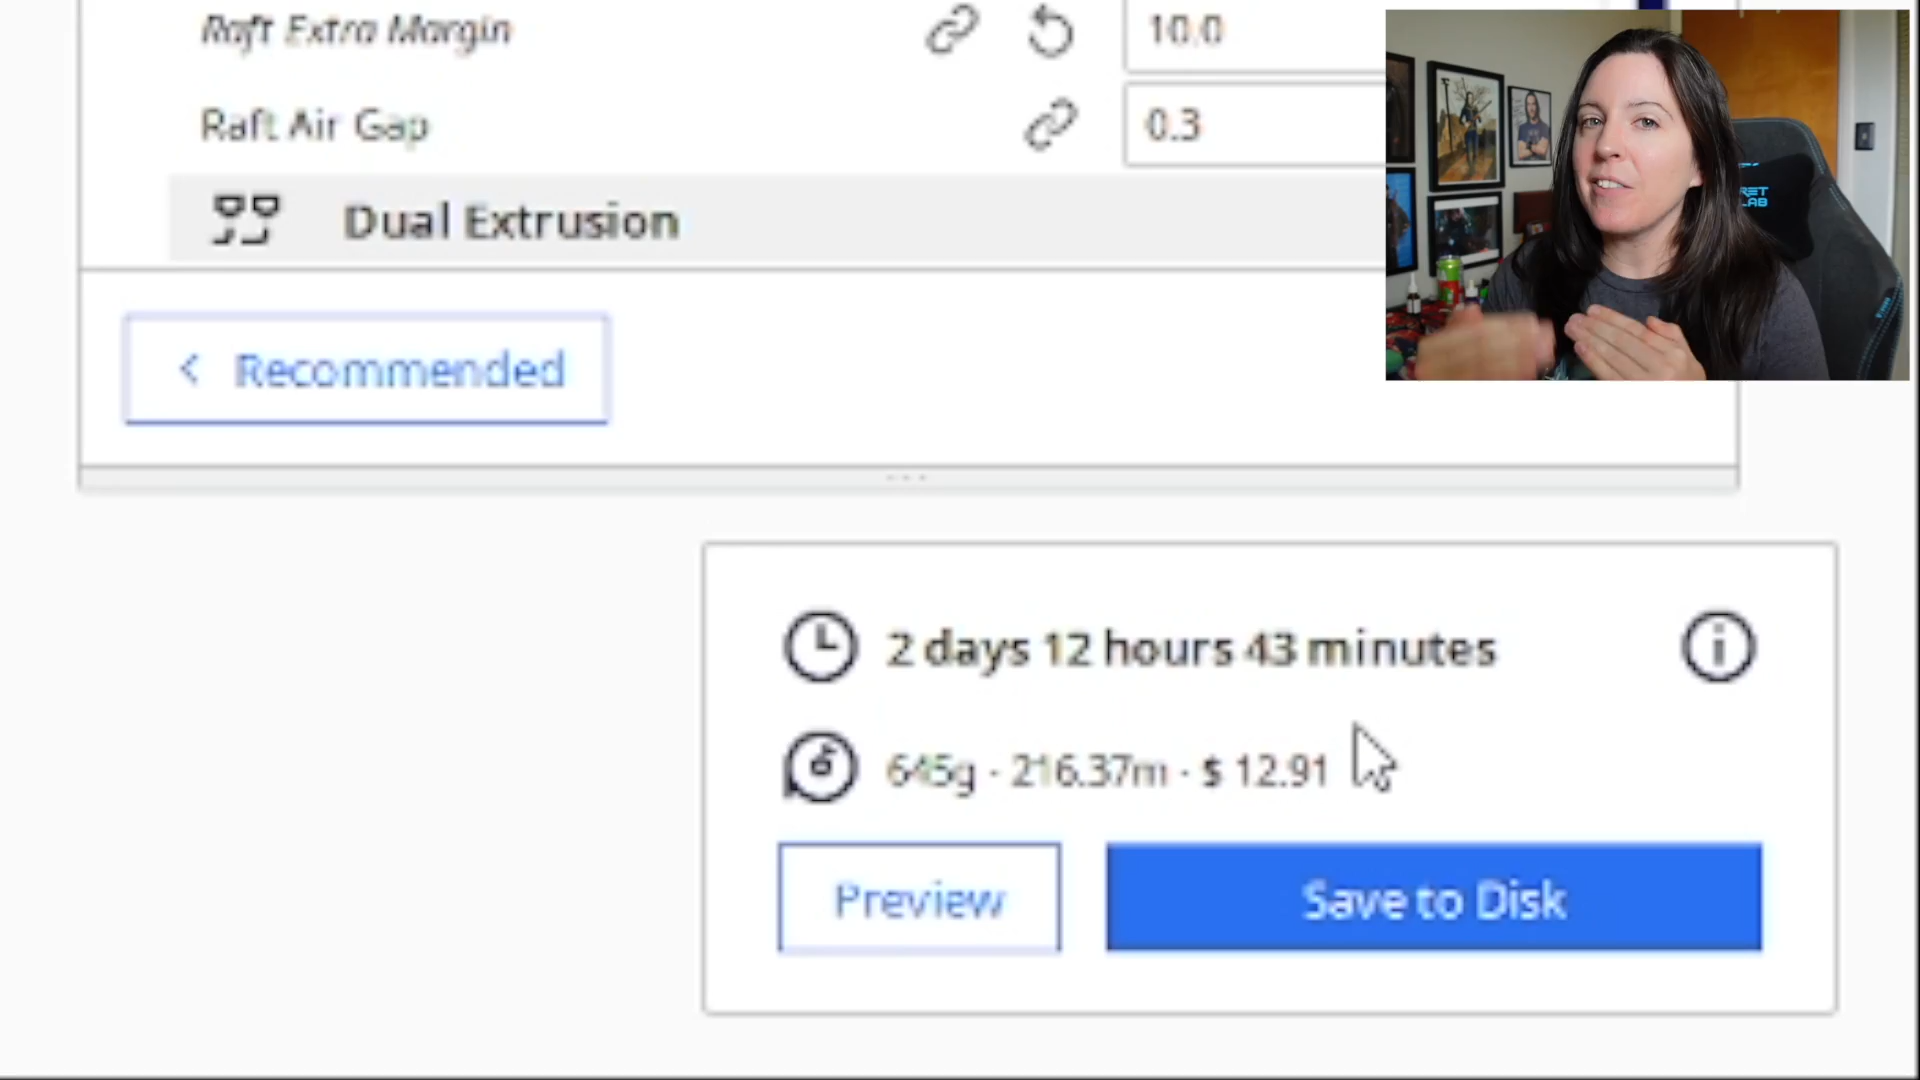 Raft Extra Margin 10.0
Raft Air Gap 0.3
Dual Extrusion
Recommended
2 days 12 hours 43 minutes
645g · 216.37m · $ 12.91
Preview Save to Disk